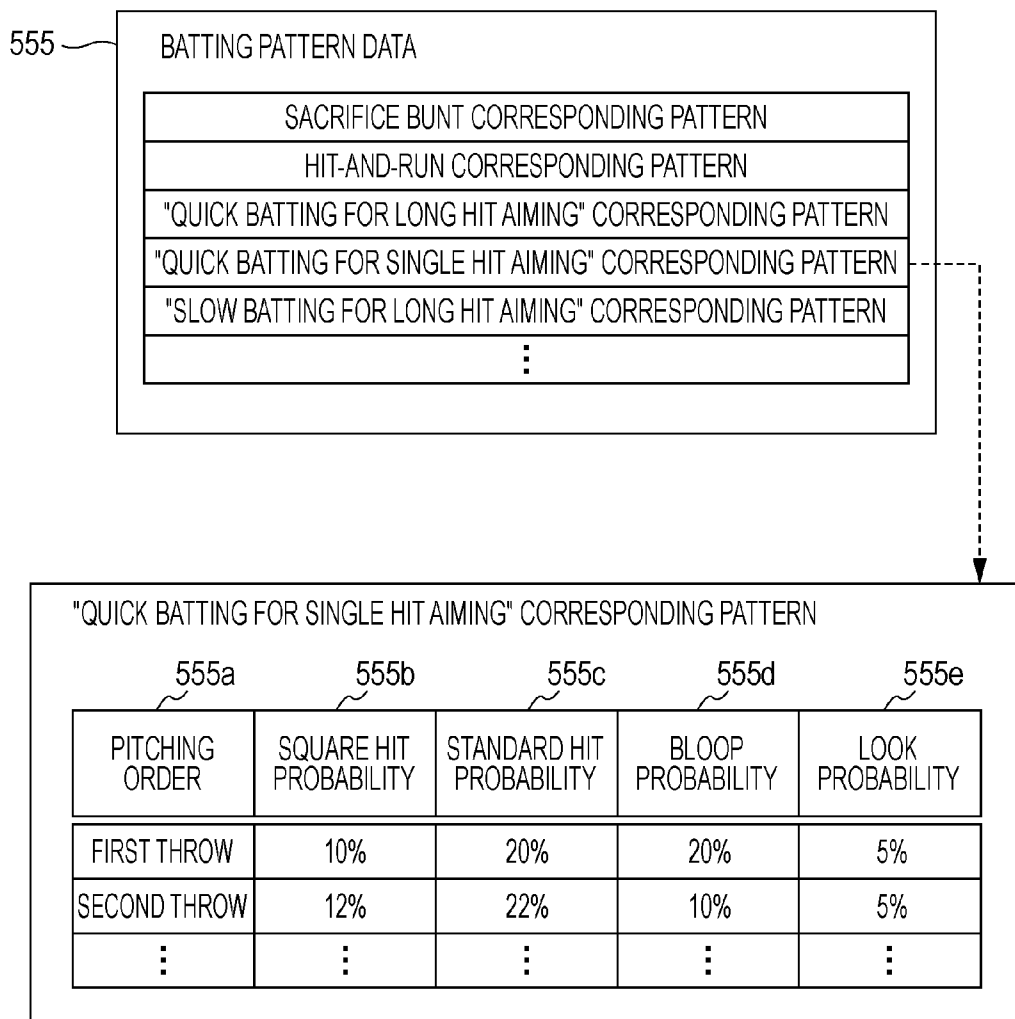 555
BATTING PATTERN DATA
SACRIFICE BUNT CORRESPONDING PATTERN
HIT-AND-RUN CORRESPONDING PATTERN
"QUICK BATTING FOR LONG HIT AIMING" CORRESPONDING PATTERN
"QUICK BATTING FOR SINGLE HIT AIMING" CORRESPONDING PATTERN
"SLOW BATTING FOR LONG HIT AIMING" CORRESPONDING PATTERN
⋮
"QUICK BATTING FOR SINGLE HIT AIMING" CORRESPONDING PATTERN
555a 555b 555c 555d 555e
PITCHING SQUARE HIT STANDARD HIT BLOOP LOOK
ORDER PROBABILITY PROBABILITY PROBABILITY PROBABILITY
FIRST THROW 10% 20% 20% 5%
SECOND THROW 12% 22% 10% 5%
⋮ ⋮ ⋮ ⋮ ⋮